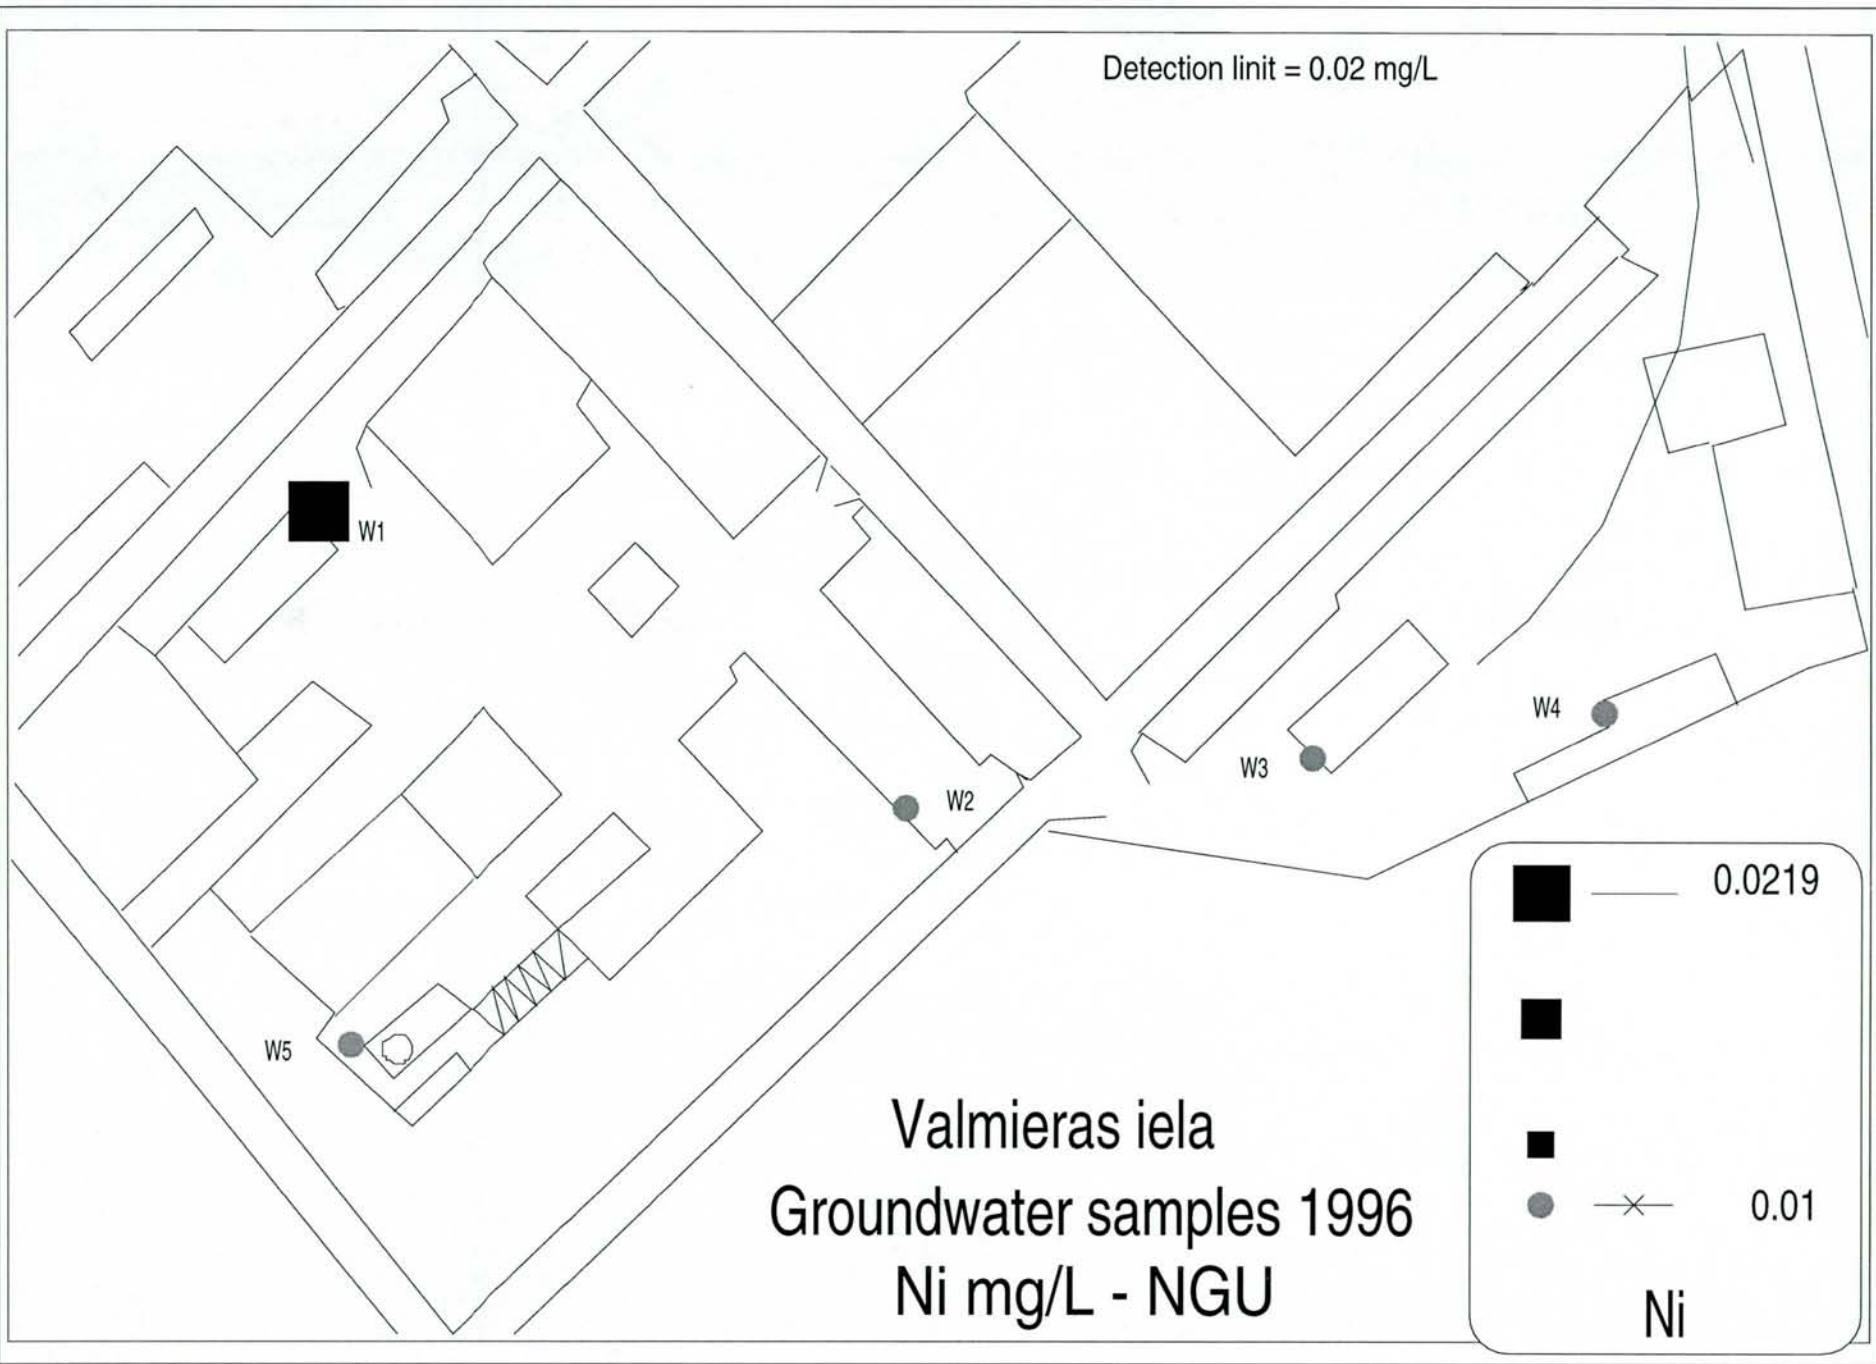 Detection linit = 0.02 mg/L
W1
W2
W3
W4
W5
Valmieras iela
Groundwater samples 1996
Ni mg/L - NGU
0.0219
0.01
Ni